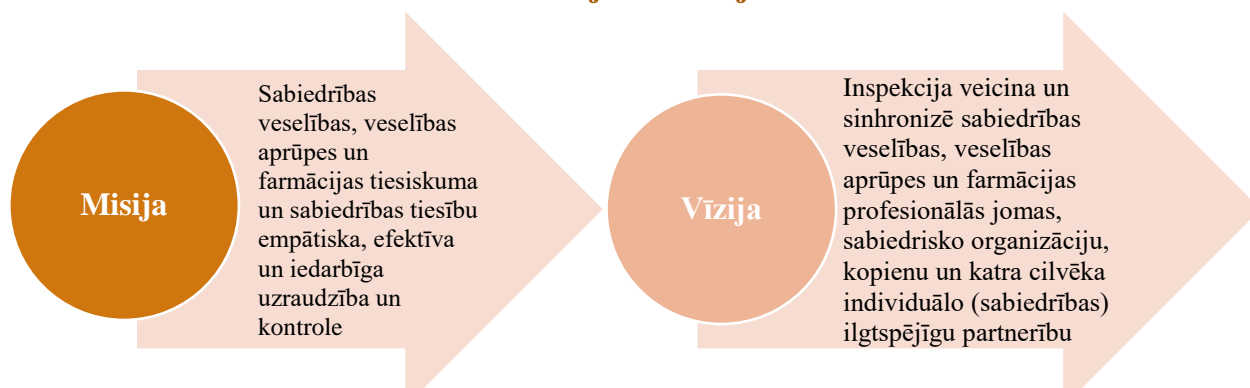 Misija
Sabiedrības
veselības, veselības
aprūpes un
farmācijas tiesiskuma
un sabiedrības tiesību
empātiska, efektīva
un iedarbīga
uzraudzība un
kontrole
Vīzija
Inspekcija veicina un
sinhronizē sabiedrības
veselības, veselības
aprūpes un farmācijas
profesionālās jomas,
sabiedrisko organizāciju,
kopienu un katra cilvēka
individuālo (sabiedrības)
ilgtspējīgu partnerību